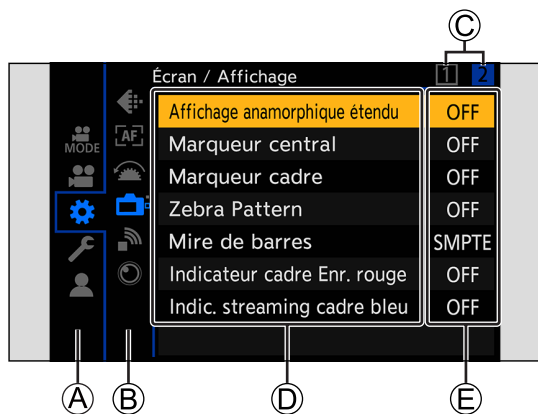 C
Écran / Affichage 1 2
Affichage anamorphique étendu OFF
MODE AF Marqueur central OFF
Marqueur cadre OFF
Zebra Pattern OFF
Mire de barres SMPTE
Indicateur cadre Enr. rouge OFF
Indic. streaming cadre bleu OFF
A B D E